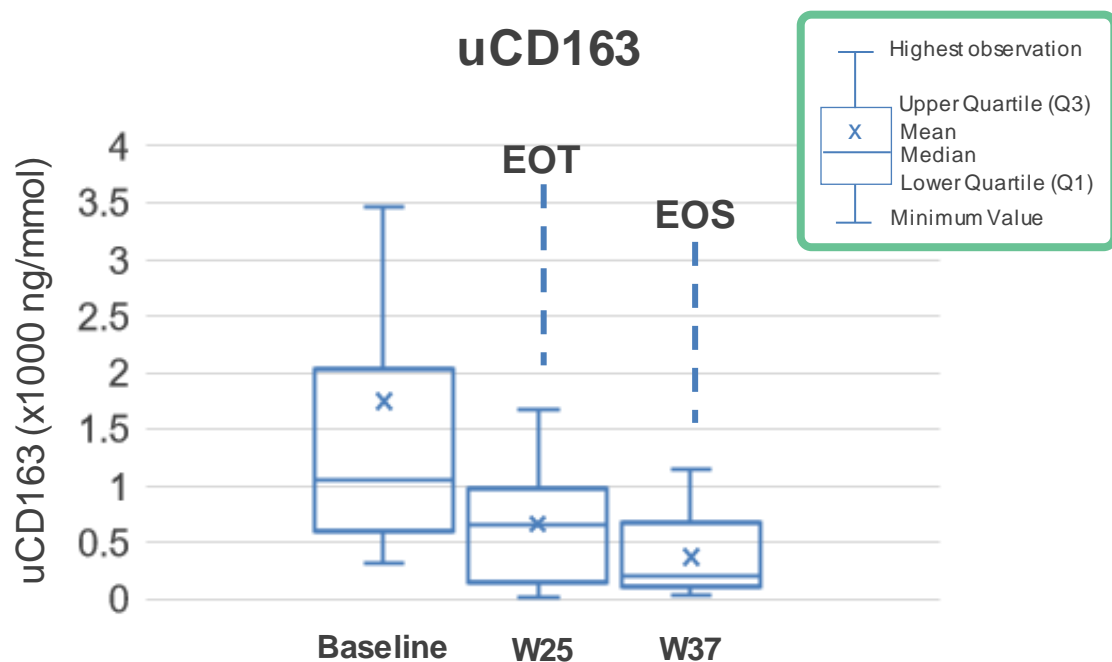 uCD163
Highest observation
Upper Quartile (Q3)
Mean
Median
Lower Quartile (Q1)
Minimum Value
EOT
EOS
uCD163 (x1000 ng/mmol)
4
3.5
3
2.5
2
1.5
1
0.5
0
Baseline
W25
W37